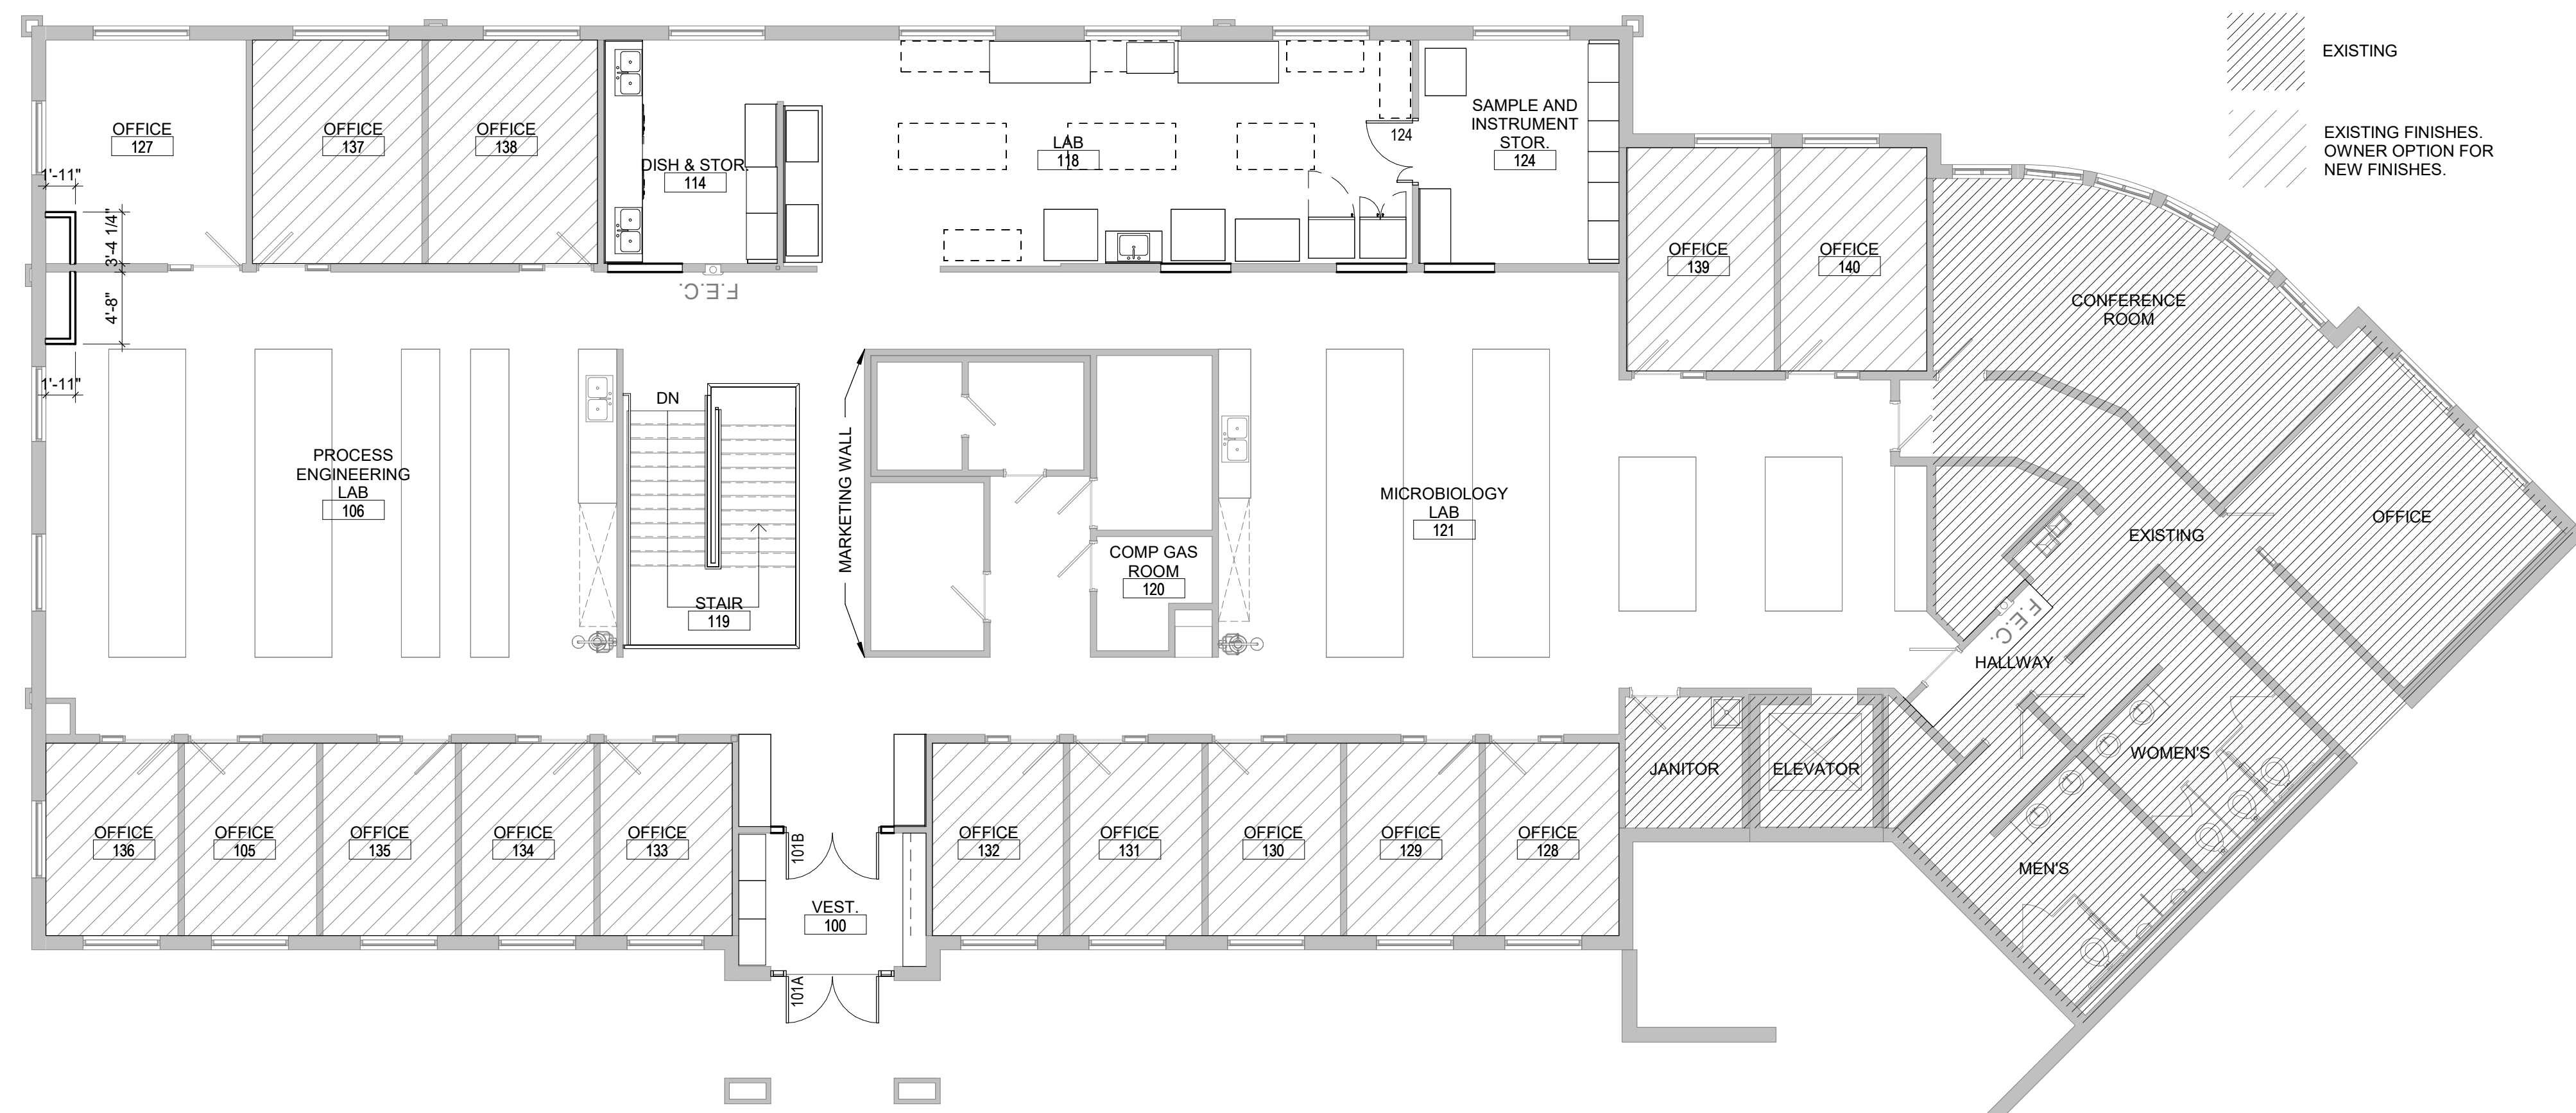 EXISTING
EXISTING FINISHES.
OWNER OPTION FOR
NEW FINISHES.
OFFICE
127
OFFICE
137
OFFICE
138
DISH & STOR.
114
LAB
118
124
SAMPLE AND
INSTRUMENT
STOR.
124
1'-11"
3'-4 1/4"
4'-8"
1'-11"
F.E.C.
OFFICE
139
OFFICE
140
CONFERENCE
ROOM
OFFICE
EXISTING
PROCESS
ENGINEERING
LAB
106
DN
STAIR
119
MARKETING WALL
COMP GAS
ROOM
120
MICROBIOLOGY
LAB
121
F.E.C.
HALLWAY
JANITOR
ELEVATOR
WOMEN'S
MEN'S
OFFICE
136
OFFICE
105
OFFICE
135
OFFICE
134
OFFICE
133
101B
VEST.
100
101A
OFFICE
132
OFFICE
131
OFFICE
130
OFFICE
129
OFFICE
128